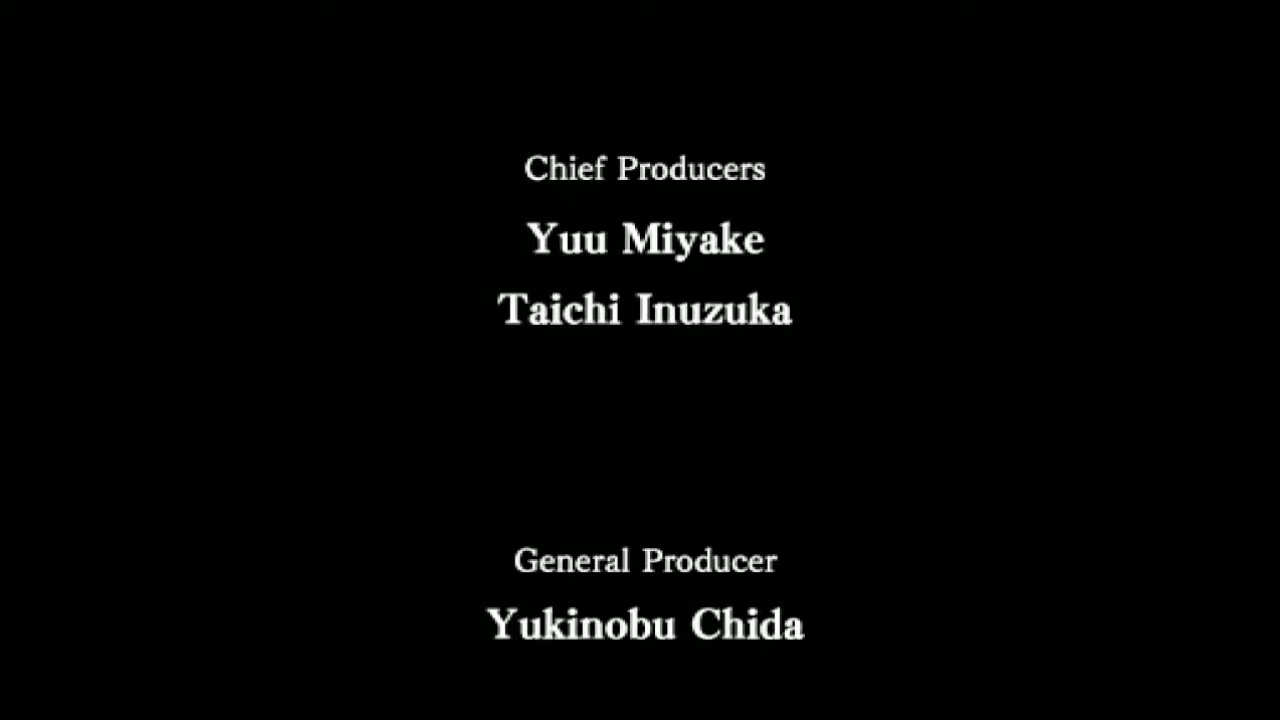 Chief Producers
Yuu Miyake
Taichi Inuzuka
General Producer
Yukinobu Chida